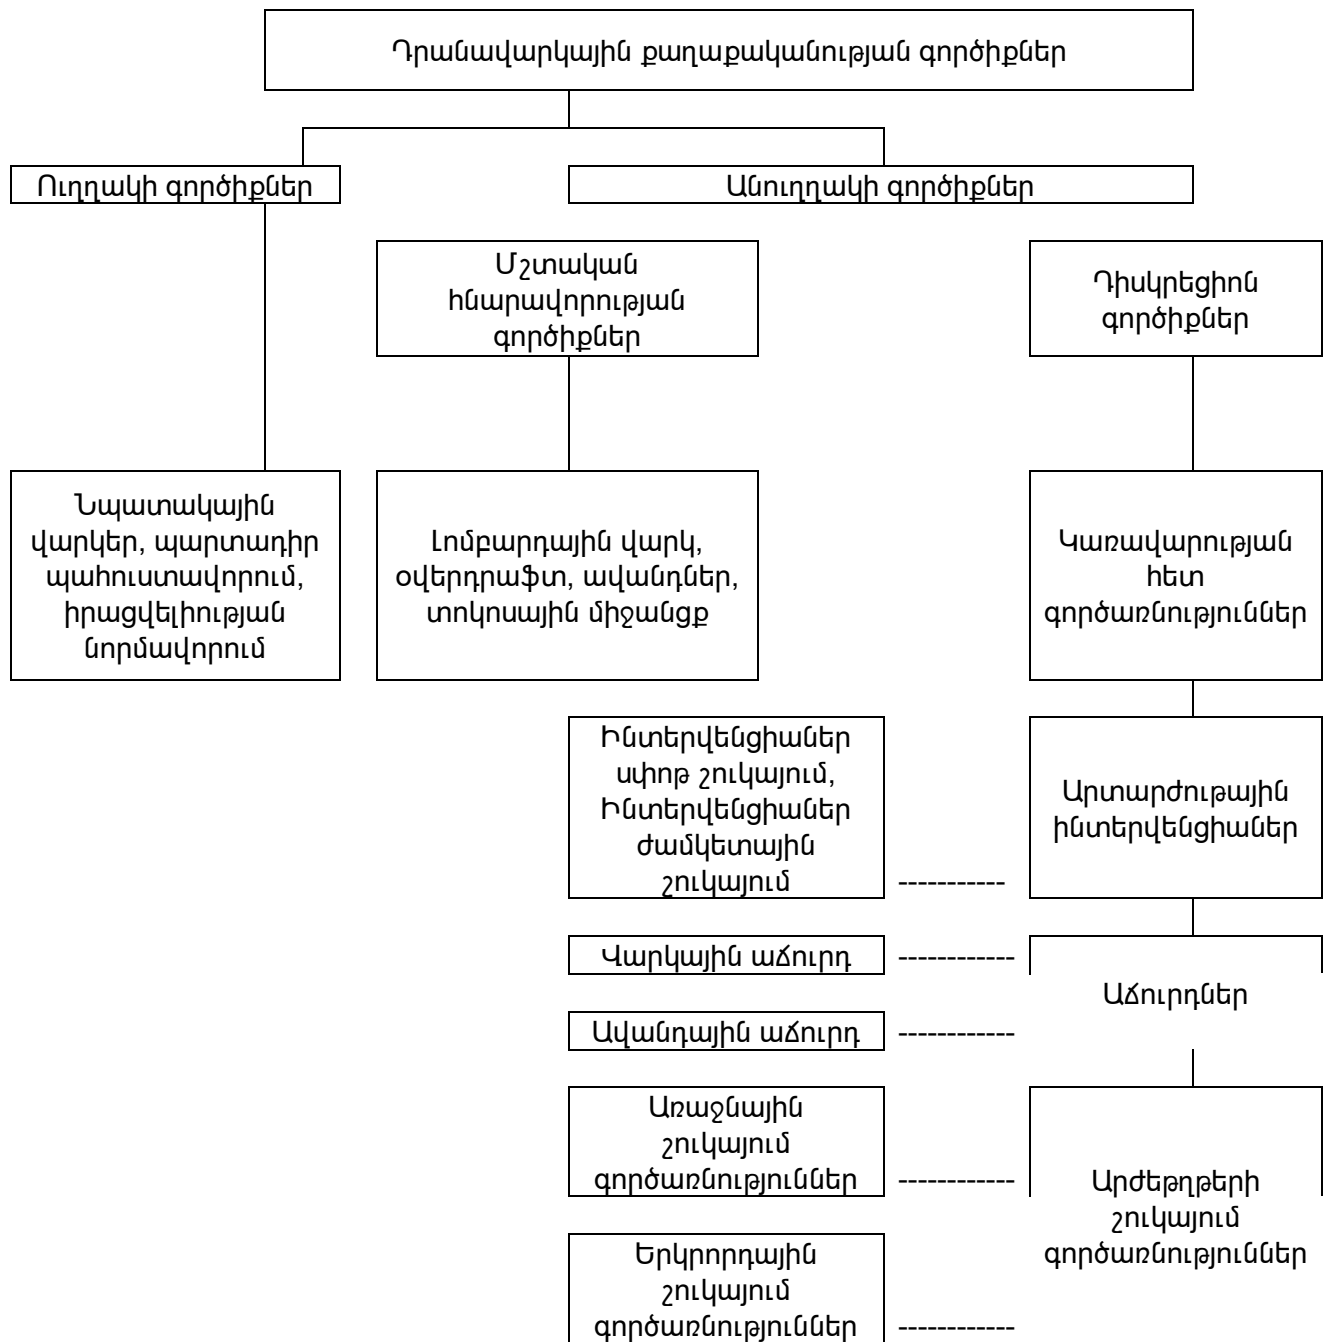 Դրանավարկային քաղաքականության գործիքներ
Ուղղակի գործիքներ
Անուղղակի գործիքներ
Մշտական
հնարավորության
գործիքներ
Դիսկրեցիոն
գործիքներ
Նպատակային
վարկեր, պարտադիր
պահուստավորում,
իրացվելիության
նորմավորում
Լոմբարդային վարկ,
օվերդրաֆտ, ավանդներ,
տոկոսային միջանցք
Կառավարության
հետ
գործառնություններ
Ինտերվենցիաներ
սփոթ շուկայում,
Ինտերվենցիաներ
ժամկետային
շուկայում
-----------
Արտարժութային
ինտերվենցիաներ
Վարկային աճուրդ
------------
Աճուրդներ
Ավանդային աճուրդ
------------
Առաջնային
շուկայում
գործառնություններ
------------
Արժեթղթերի
շուկայում
գործառնություններ
Երկրորդային
շուկայում
գործառնություններ
------------